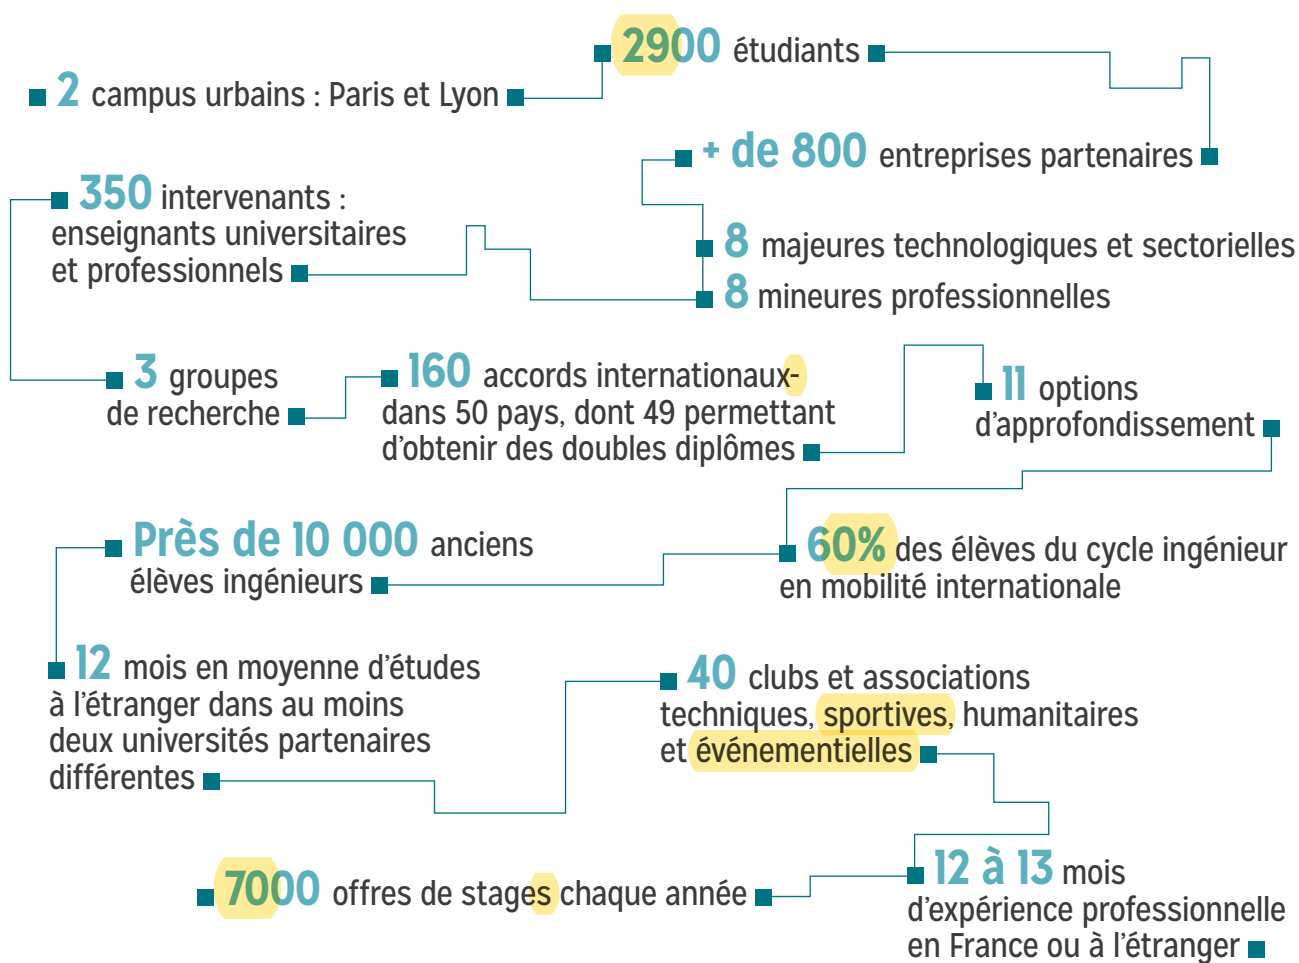 2 campus urbains : Paris et Lyon
2900 étudiants
+ de 800 entreprises partenaires
8 majeures technologiques et sectorielles
8 mineures professionnelles
350 intervenants :
enseignants universitaires
et professionnels
3 groupes
de recherche
160 accords internationaux-
dans 50 pays, dont 49 permettant
d’obtenir des doubles diplômes
11 options
d’approfondissement
60% des élèves du cycle ingénieur
en mobilité internationale
Près de 10 000 anciens
élèves ingénieurs
12 mois en moyenne d’études
à l’étranger dans au moins
deux universités partenaires
différentes
40 clubs et associations
techniques, sportives, humanitaires
et événementielles
12 à 13 mois
d’expérience professionnelle
en France ou à l’étranger
7000 offres de stages chaque année